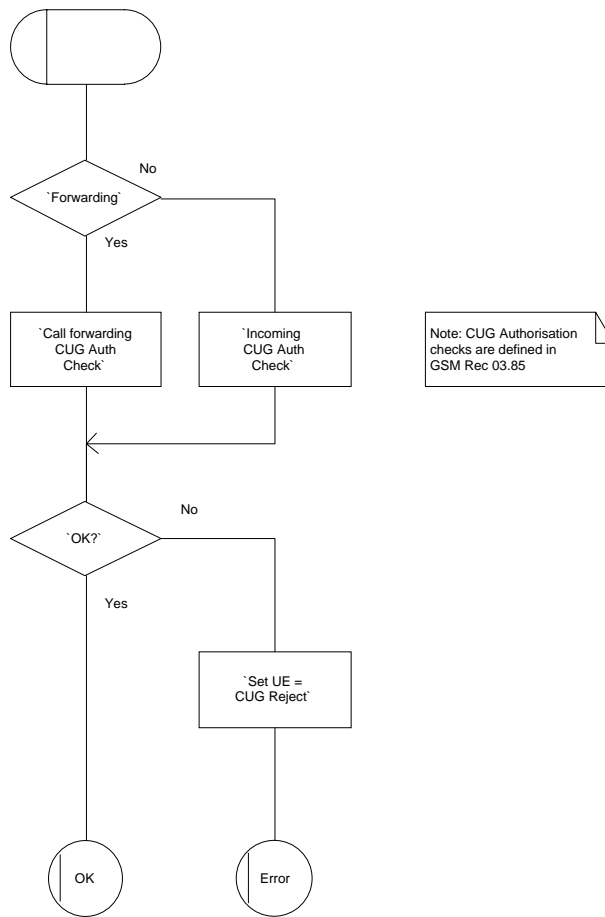 No
`Forwarding`
Yes
`Call forwarding
CUG Auth
Check`
`Incoming
CUG Auth
Check`
Note: CUG Authorisation
checks are defined in
GSM Rec 03.85
No
`OK?`
Yes
`Set UE =
CUG Reject`
OK
Error